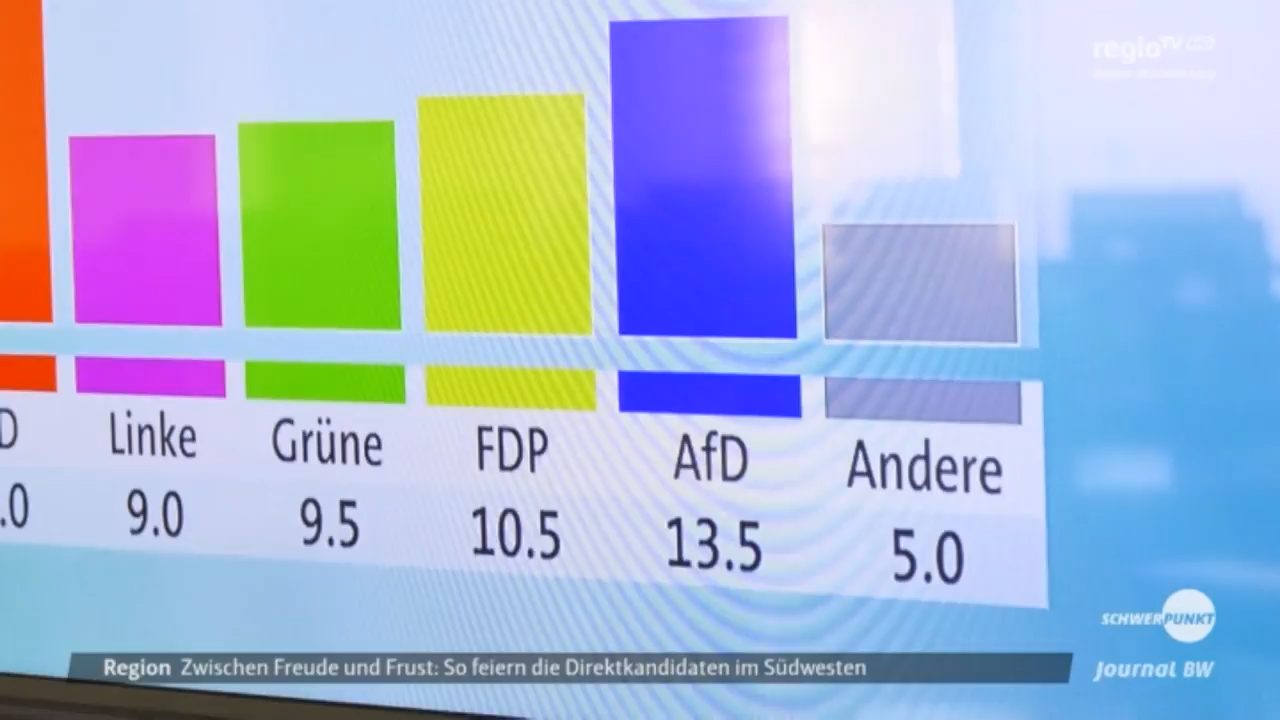 regio TV
D Linke Grüne FDP AfD Andere
.0 9.0 9.5 10.5 13.5 5.0
SCHWERPUNKT
Region Zwischen Freude und Frust: So feiern die Direktkandidaten im Südwesten
Journal BW